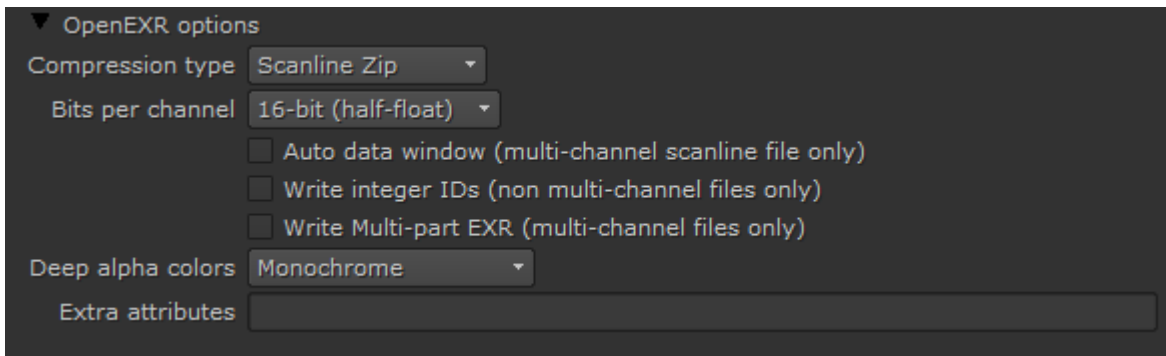 OpenEXR options
Compression type Scanline Zip
Bits per channel 16-bit (half-float)
Auto data window (multi-channel scanline file only)
Write integer IDs (non multi-channel files only)
Write Multi-part EXR (multi-channel files only)
Deep alpha colors Monochrome
Extra attributes